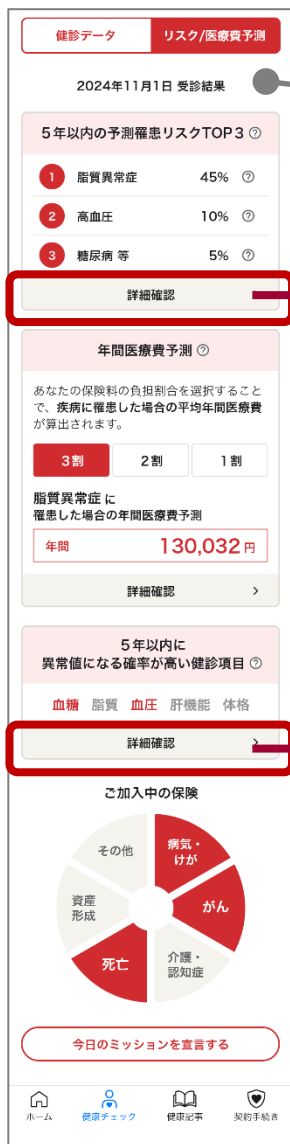 健診データ
リスク/医療費予測
2024年11月1日 受診結果
5年以内の予測罹患リスクTOP3 ?
1 脂質異常症 45% ?
2 高血圧 10% ?
3 糖尿病 等 5% ?
詳細確認
年間医療費予測 ?
あなたの保険料の負担割合を選択すること
で、疾病に罹患した場合の平均年間医療費
が算出されます。
3割 2割 1割
脂質異常症 に
罹患した場合の年間医療費予測
年間 130,032 円
詳細確認 >
5年以内に
異常値になる確率が高い健診項目 ?
血糖 脂質 血圧 肝機能 体格
詳細確認 >
ご加入中の保険
その他
病気・
けが
資産
形成
がん
死亡
介護・
認知症
今日のミッションを宣言する
ホーム 健康チェック 健康記事 契約手続き